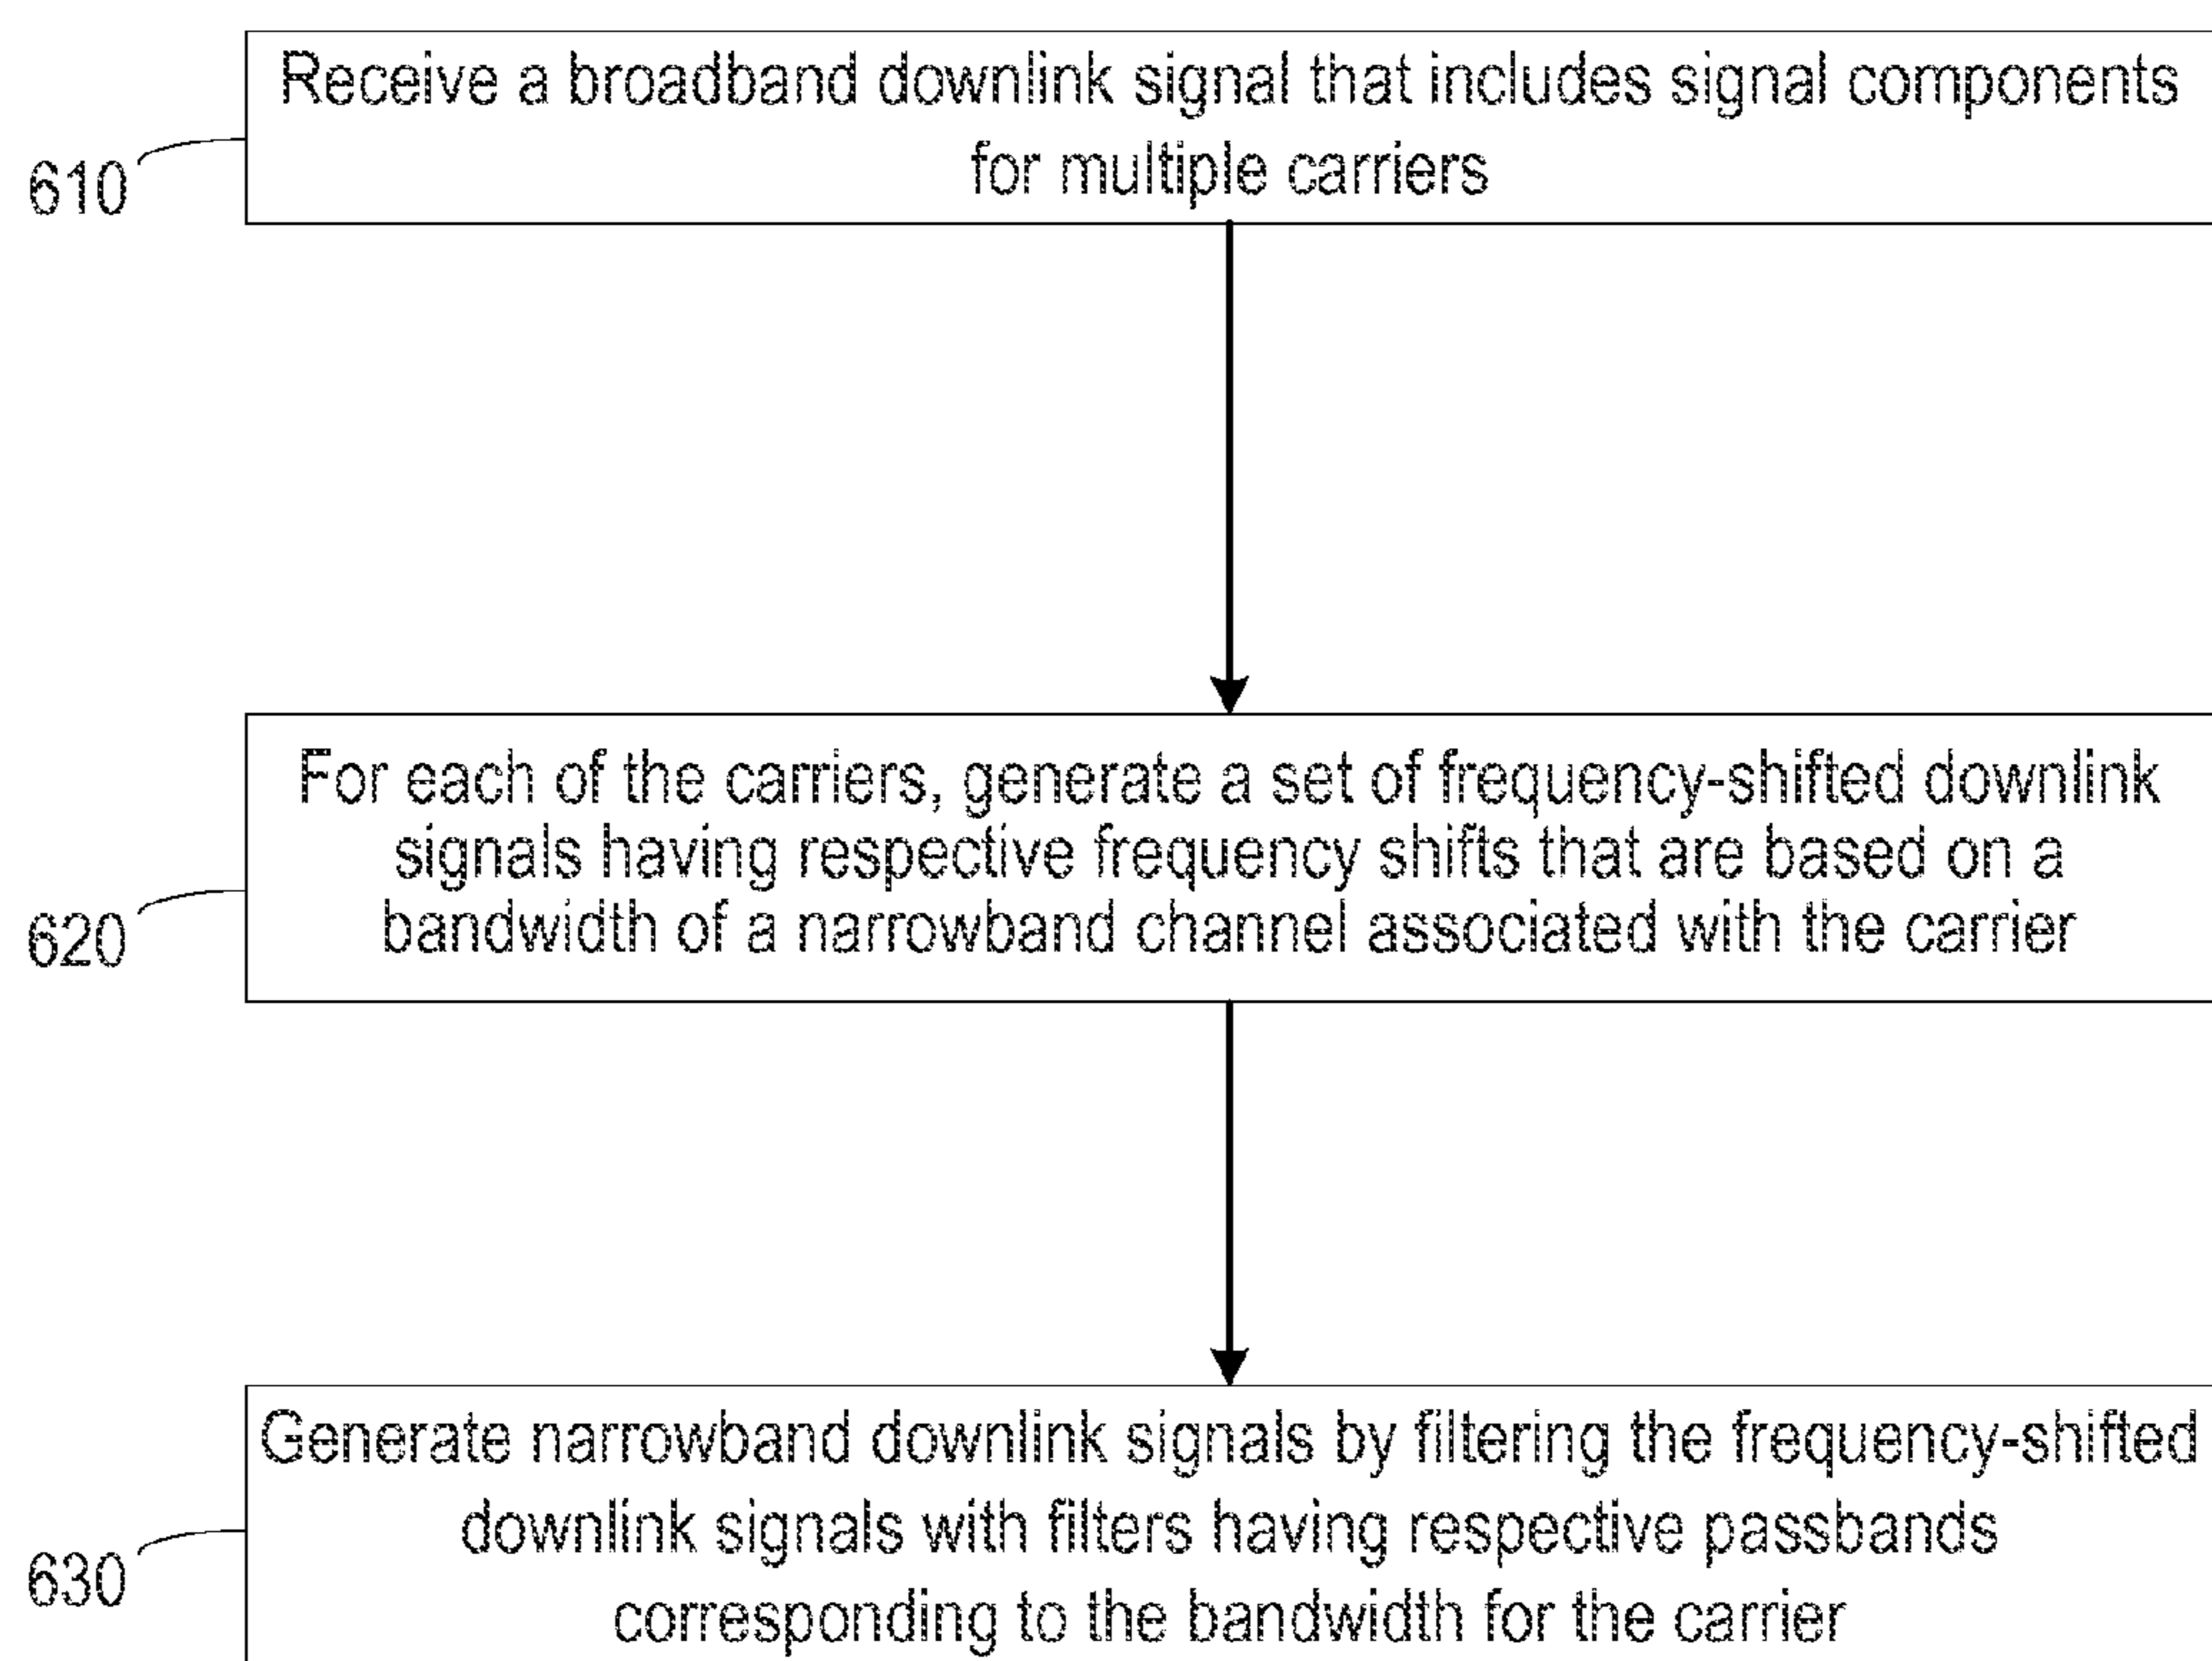 Receive a broadband downlink signal that includes signal components
for multiple carriers
610
For each of the carriers, generate a set of frequency-shifted downlink
signals having respective frequency shifts that are based on a
bandwidth of a narrowband channel associated with the carrier
620
Generate narrowband downlink signals by filtering the frequency-shifted
downlink signals with filters having respective passbands
corresponding to the bandwidth for the carrier
630